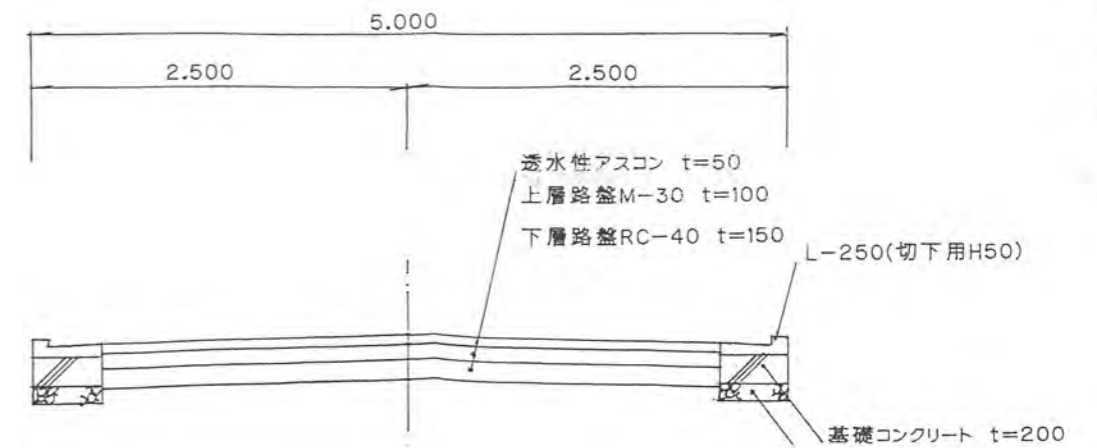 5.000
2.500
2.500
透水性アスコン t=50
上層路盤M-30 t=100
下層路盤RC-40 t=150
L-250(切下用H50)
基礎コンクリート t=200